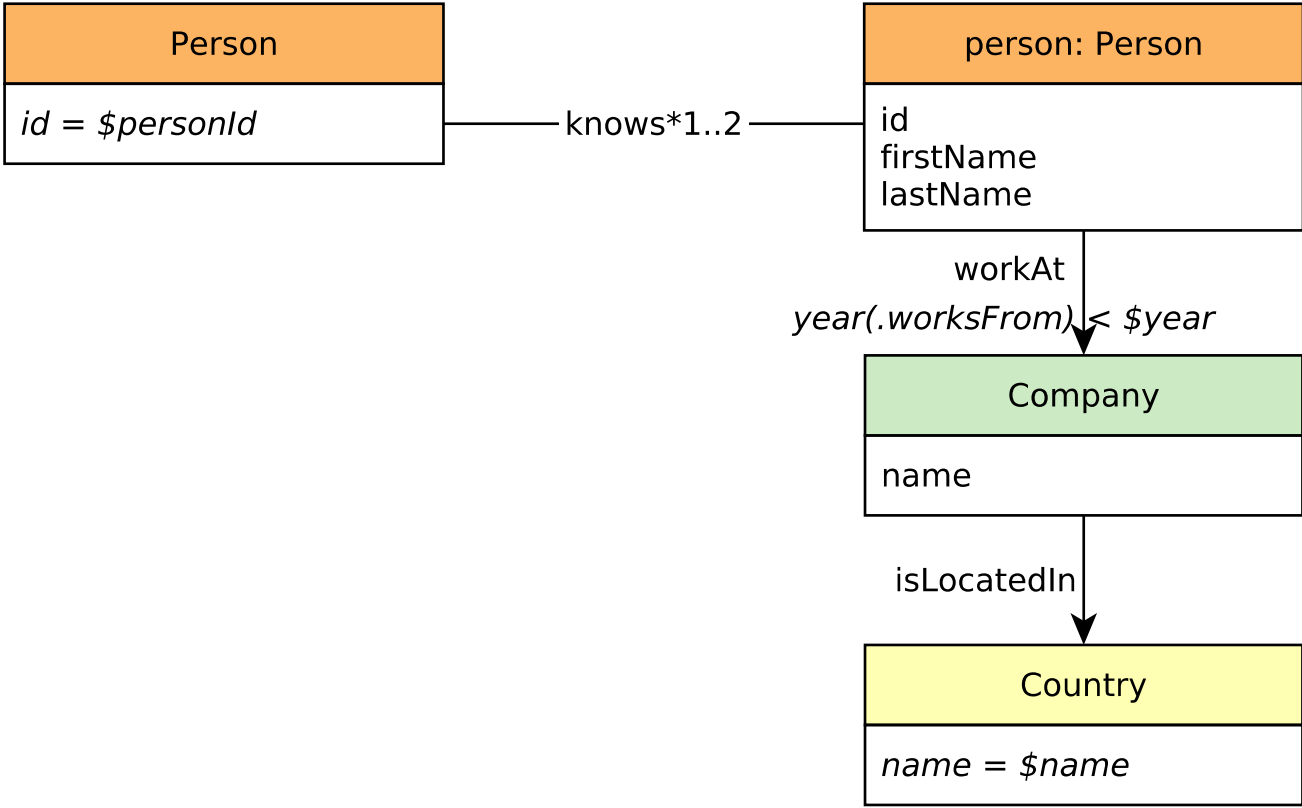 Person
id = $personId
knows*1..2
person: Person
id
firstName
lastName
workAt
year(.worksFrom) < $year
Company
name
isLocatedIn
Country
name = $name